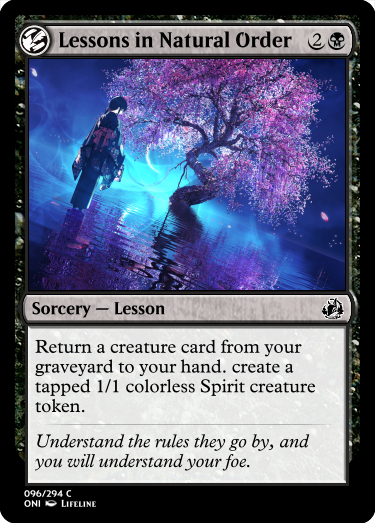 Lessons in Natural Order 2
Sorcery — Lesson
Return a creature card from your
graveyard to your hand. create a
tapped 1/1 colorless Spirit creature
token.
Understand the rules they go by, and
you will understand your foe.
096/294 C
ONI LIFELINE